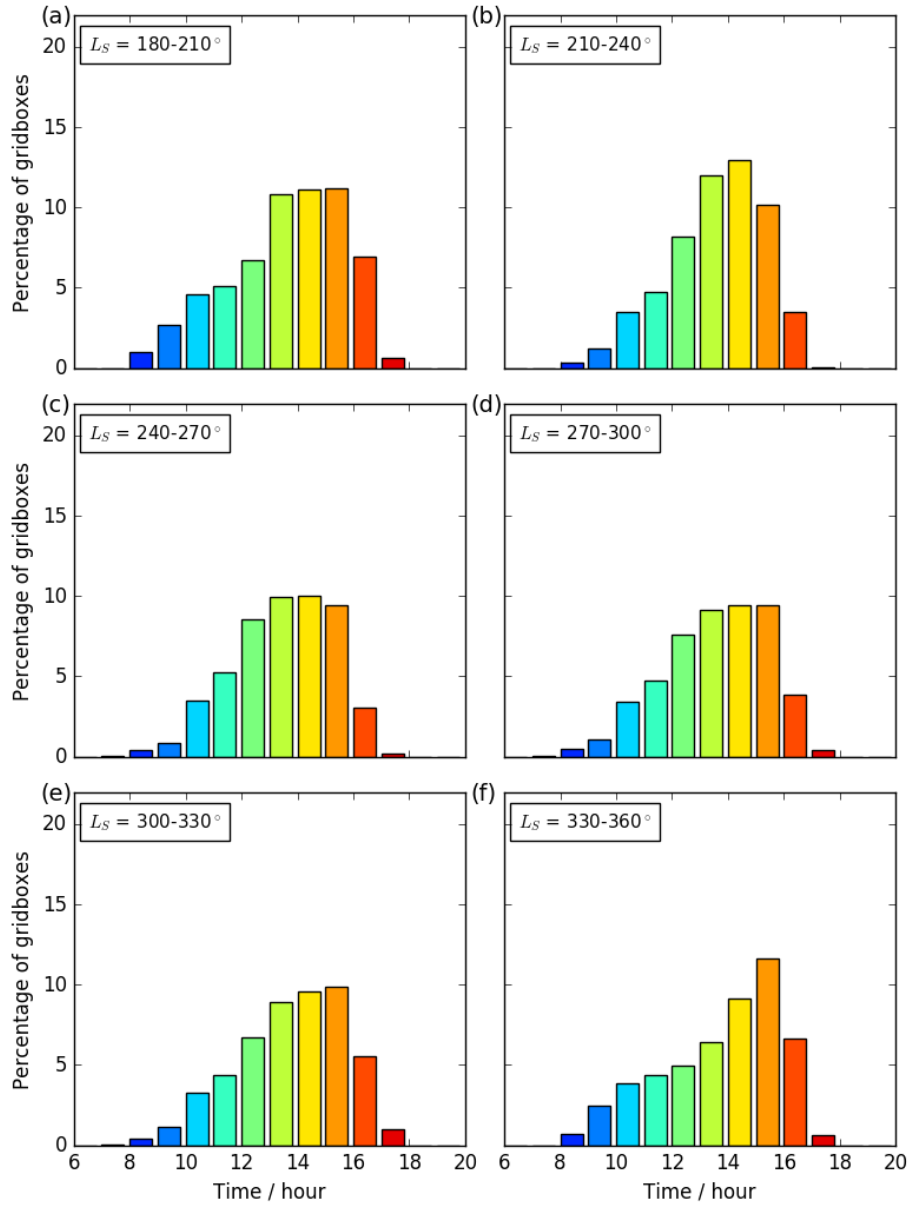 (a)
L_S = 180-210°
(b)
L_S = 210-240°
20
15
10
5
0
Percentage of gridboxes
(c)
L_S = 240-270°
(d)
L_S = 270-300°
20
15
10
5
0
Percentage of gridboxes
(e)
L_S = 300-330°
(f)
L_S = 330-360°
20
15
10
5
0
Percentage of gridboxes
6 8 10 12 14 16 18 20
6 8 10 12 14 16 18 20
Time / hour
Time / hour